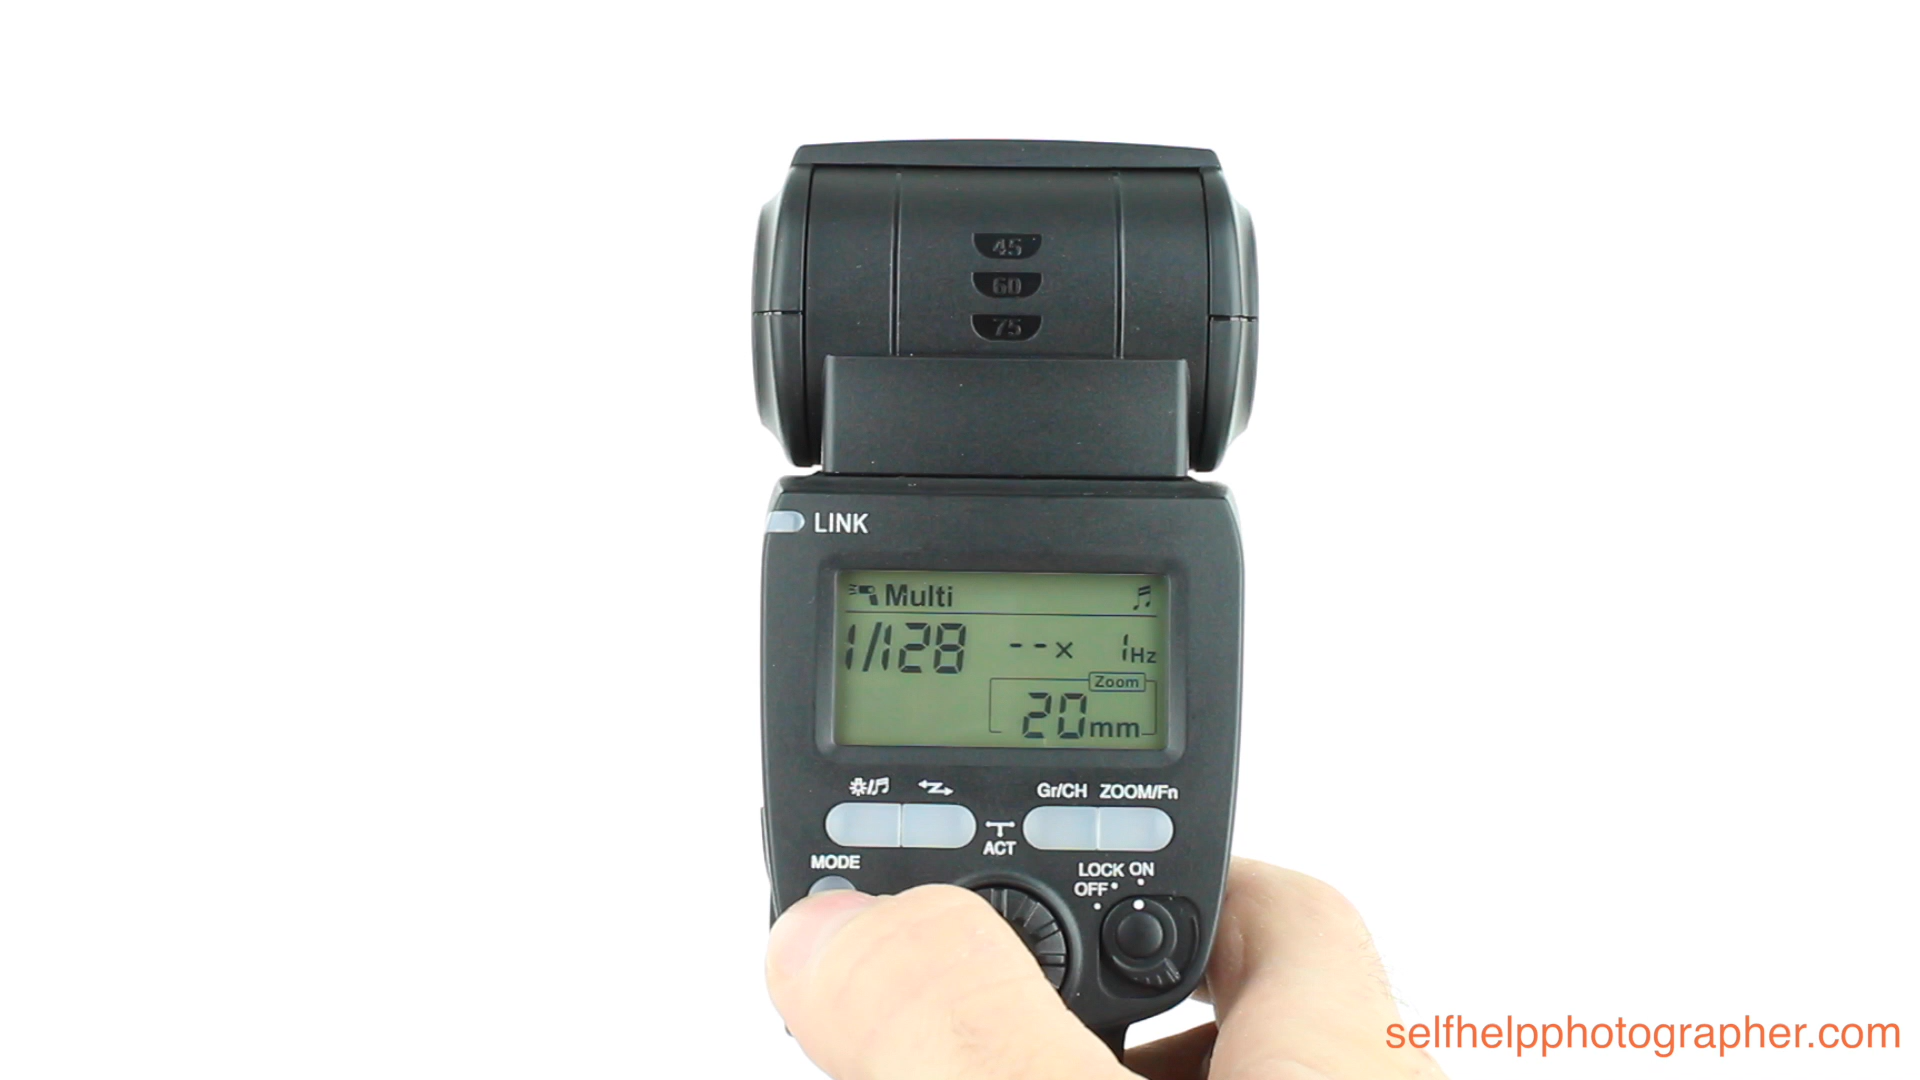 45
60
75
LINK
Multi
1/128 --x 1Hz
Zoom
20mm
Gr/CH ZOOM/Fn
ACT
MODE
LOCK ON
OFF
selfhelpphotographer.com